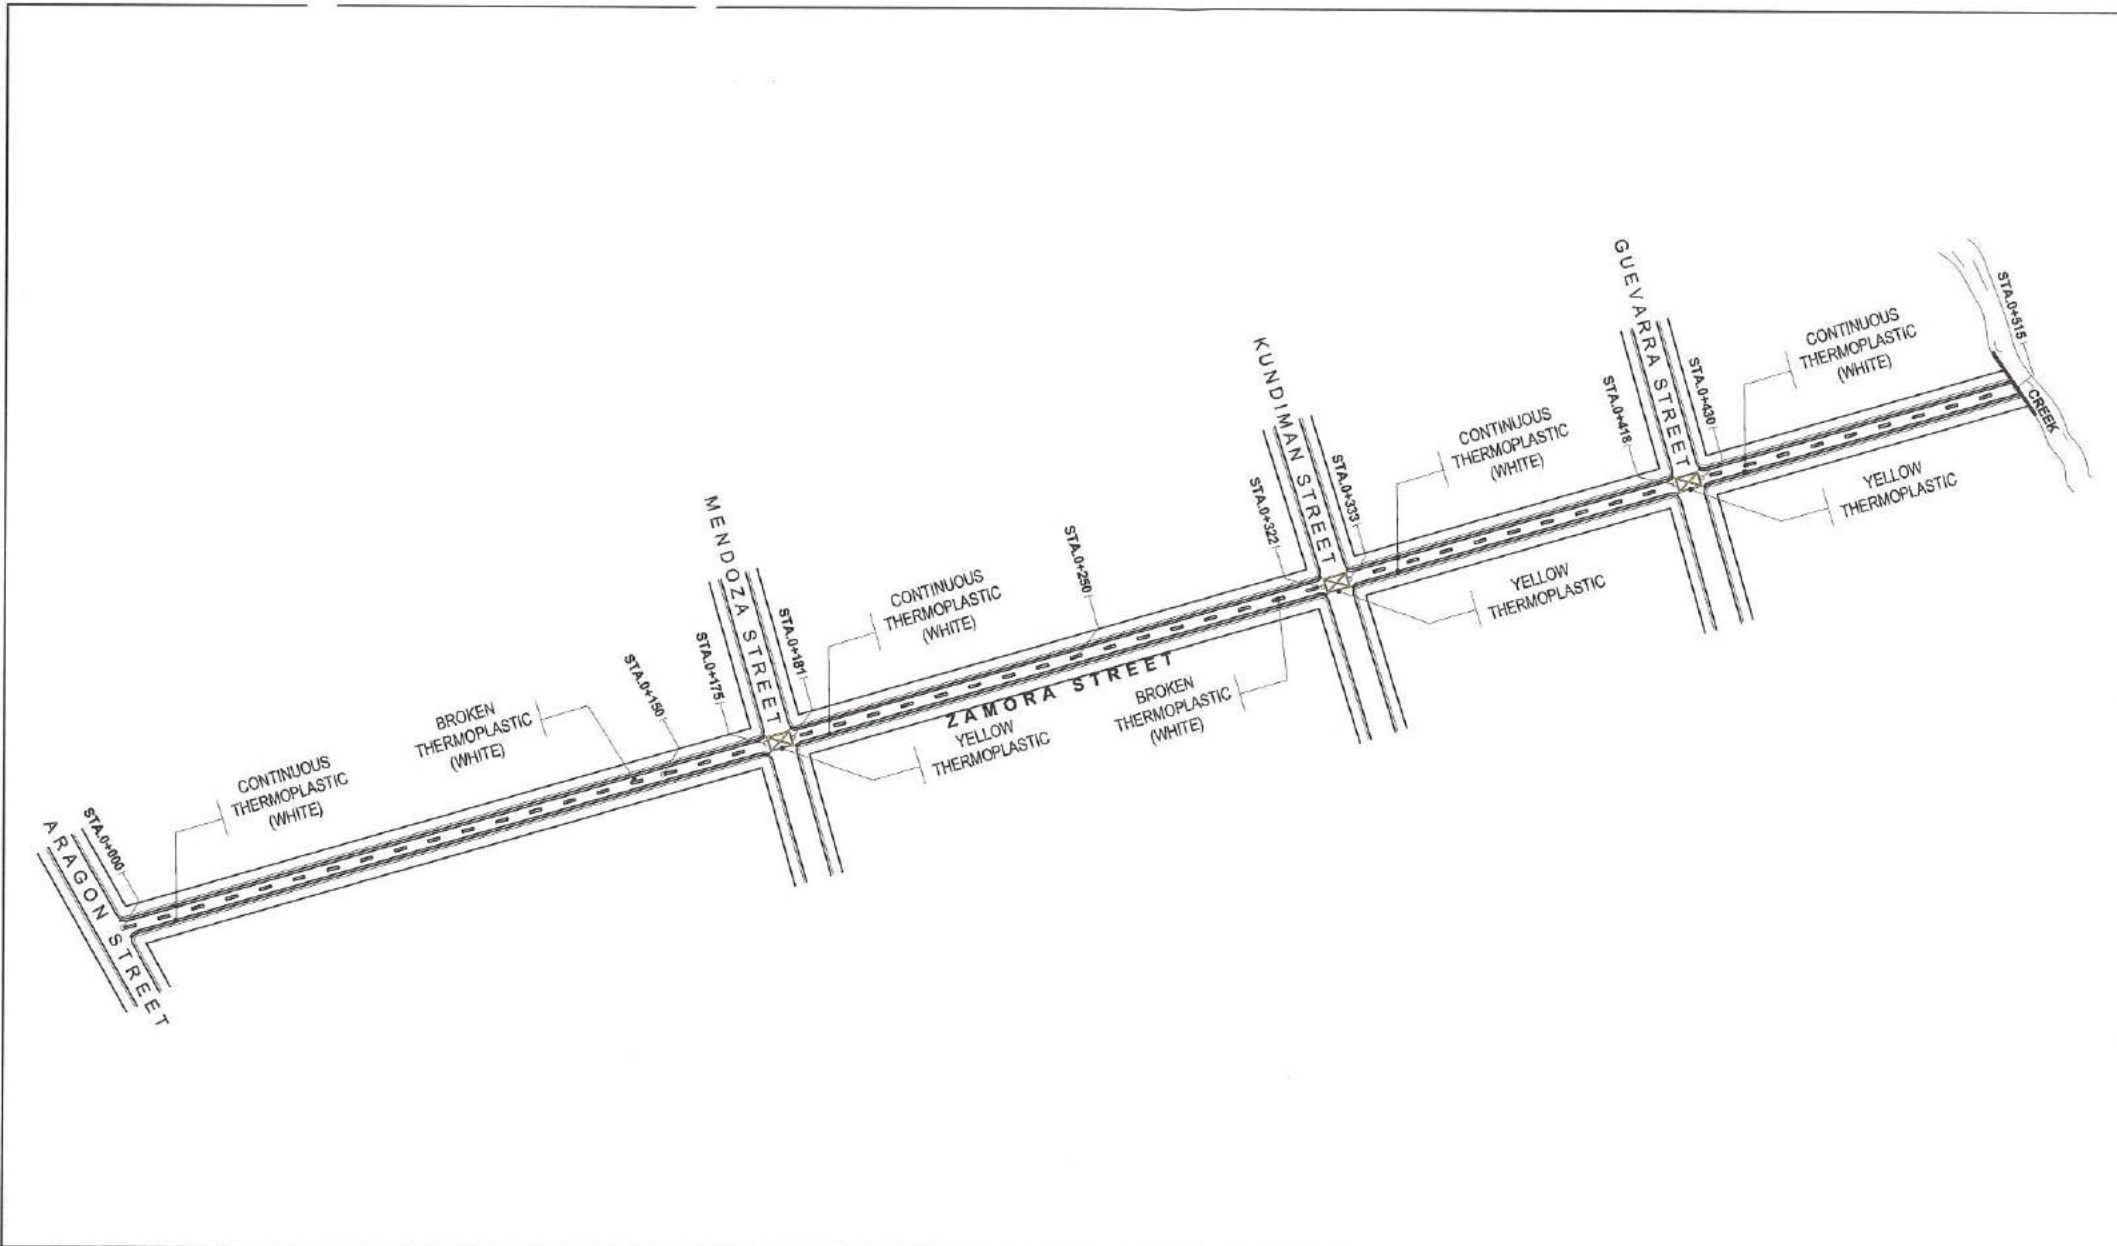 ARAGON STREET
STA.0+000
CONTINUOUS
THERMOPLASTIC
(WHITE)
BROKEN
THERMOPLASTIC
(WHITE)
STA.0+150
STA.0+175
MENDOZA STREET
STA.0+181
CONTINUOUS
THERMOPLASTIC
(WHITE)
YELLOW
THERMOPLASTIC
ZAMORA STREET
STA.0+250
BROKEN
THERMOPLASTIC
(WHITE)
STA.0+322
KUNDIMAN STREET
STA.0+333
CONTINUOUS
THERMOPLASTIC
(WHITE)
YELLOW
THERMOPLASTIC
STA.0+418
GUEVARRA STREET
STA.0+430
CONTINUOUS
THERMOPLASTIC
(WHITE)
YELLOW
THERMOPLASTIC
STA.0+515
CREEK